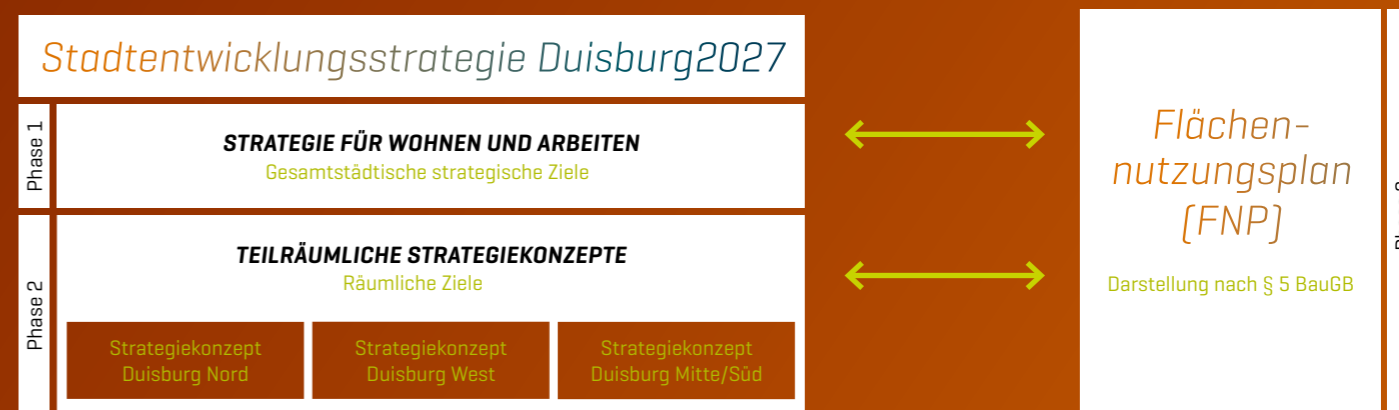 Stadtentwicklungsstrategie Duisburg2027
Phase 1
STRATEGIE FÜR WOHNEN UND ARBEITEN
Gesamtstädtische strategische Ziele
Phase 2
TEILRÄUMLICHE STRATEGIEKONZEPTE
Räumliche Ziele
Strategiekonzept
Duisburg Nord
Strategiekonzept
Duisburg West
Strategiekonzept
Duisburg Mitte/Süd
Flächen-
nutzungsplan
(FNP)
Darstellung nach § 5 BauGB